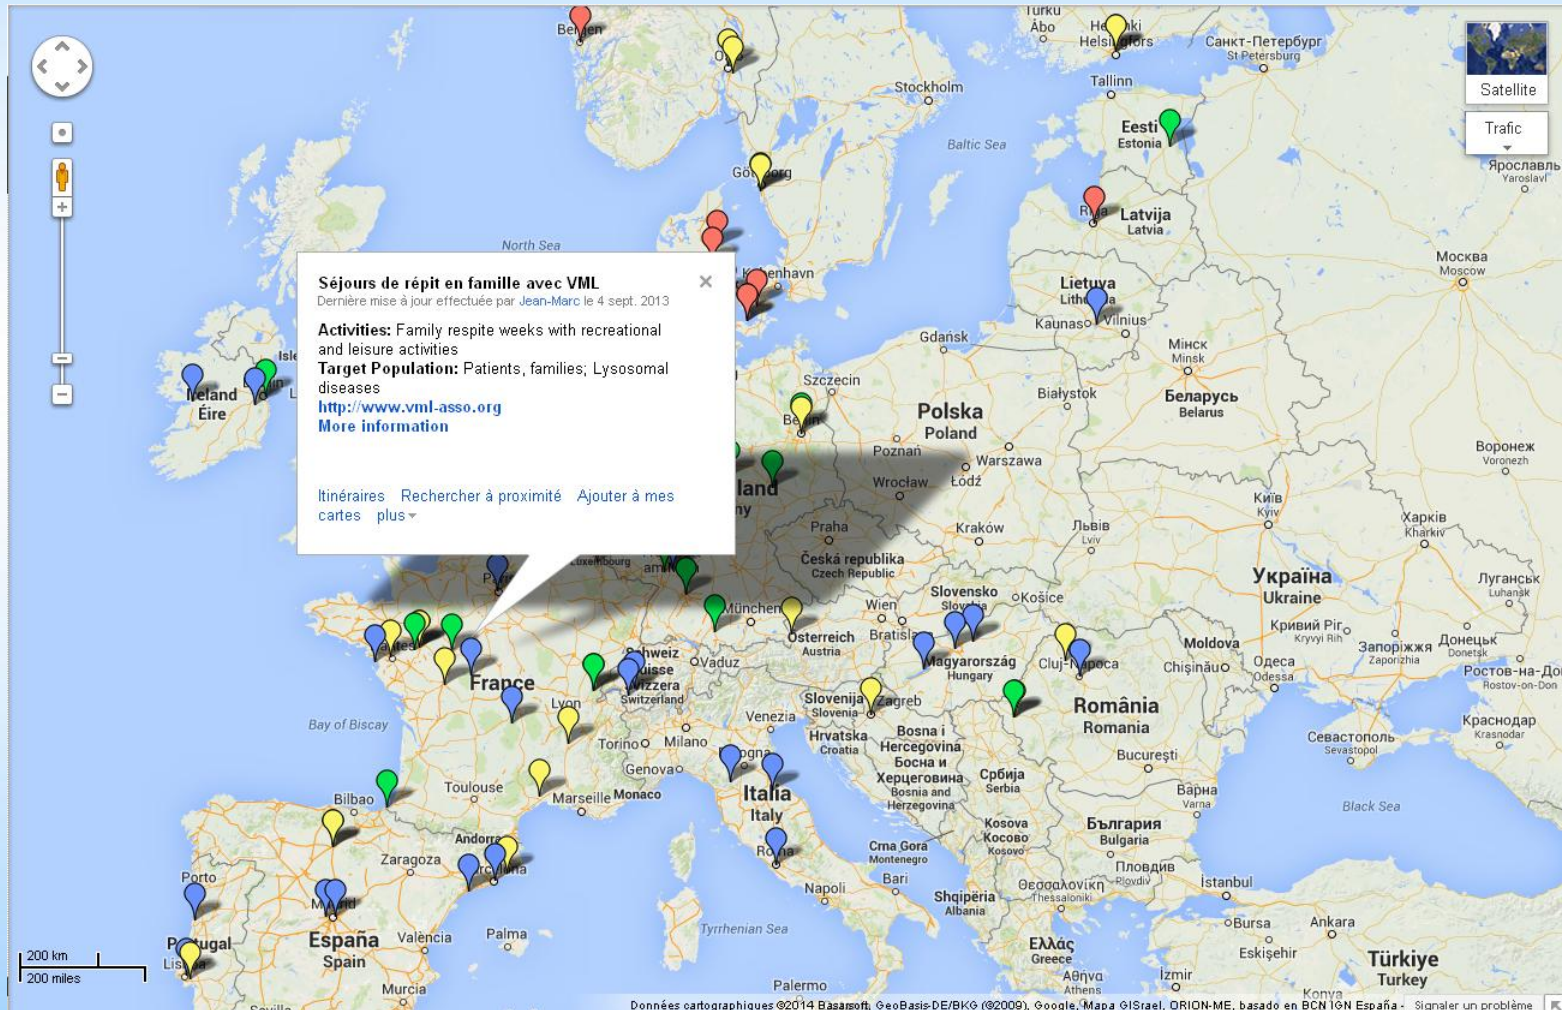 Turku
Åbo
Helsingfors
Санкт-Петербург
St Petersburg
Satellite
Trafic
Tallinn
Stockholm
Eesti
Estonia
Baltic Sea
Ярославль
Yaroslavl
Latvija
Latvia
North Sea
Москва
Moscow
Lietuva
Kaunas
Vilnius
Gdańsk
Мінск
Minsk
Séjours de répit en famille avec VML
Dernière mise à jour effectuée par Jean-Marc le 4 sept. 2013
Activities: Family respite weeks with recreational
and leisure activities
Target Population: Patients, families; Lysosomal
diseases
http://www.vml-asso.org
More information
Itinéraires Rechercher à proximité Ajouter à mes
cartes plus
Ireland
Éire
Szczecin
Białystok
Беларусь
Belarus
Polska
Poland
Poznań
Warszawa
Воронеж
Voronezh
Wrocław
Łódź
Київ
Kyiv
Харків
Kharkiv
Praha
Kraków
Львів
Lviv
Česká republika
Czech Republic
Luxembourg
Україна
Ukraine
Луганськ
Luhansk
Slovensko
Košice
München
Wien
Кривий Ріг
Kryvyi Rih
Донецьк
Donetsk
Запоріжжя
Zaporizhia
Österreich
Austria
Moldova
Chişinău
Одеса
Odessa
Ростов-на-До
Rostov-on-Don
Magyarország
Hungary
Cluj-Napoca
Vaduz
Switzerland
France
Lyon
Slovenija
Slovenia
Zagreb
România
Romania
Краснодар
Krasnodar
Bay of Biscay
Venezia
Torino
Milano
Hrvatska
Croatia
Bosna i
Hercegovina
Босна и
Херцеговина
Bosnia and
Herzegovina
Севастополь
Sevastopol
București
Genova
Србија
Serbia
Toulouse
Bilbao
Marseille
Monaco
Italia
Italy
Варна
Varna
Black Sea
Kosova
Косово
Kosovo
България
Bulgaria
Andorra
Zaragoza
Crna Gora
Montenegro
Пловдив
Plovdiv
Porto
Bari
Θεσσαλονίκη
Thessaloniki
İstanbul
Napoli
Shqipëria
Albania
Bursa
Ankara
Palma
València
Tyrrhenian Sea
Portugal
España
Spain
Ελλάς
Greece
Eskişehir
Türkiye
Turkey
200 km
200 miles
Αθήνα
Athens
İzmir
Palermo
Murcia
Konya
Données cartographiques ©2014 Basarsoft, GeoBasis-DE/BKG (©2009), Google, Mapa GISrael, ORION-ME, basado en BCN IGN España - Signaler un problème